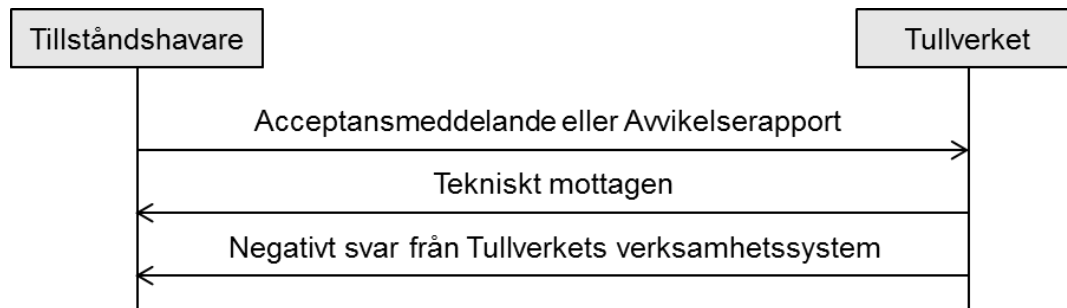 Tillståndshavare
Tullverket
Acceptansmeddelande eller Avvikelserapport
Tekniskt mottagen
Negativt svar från Tullverkets verksamhetssystem